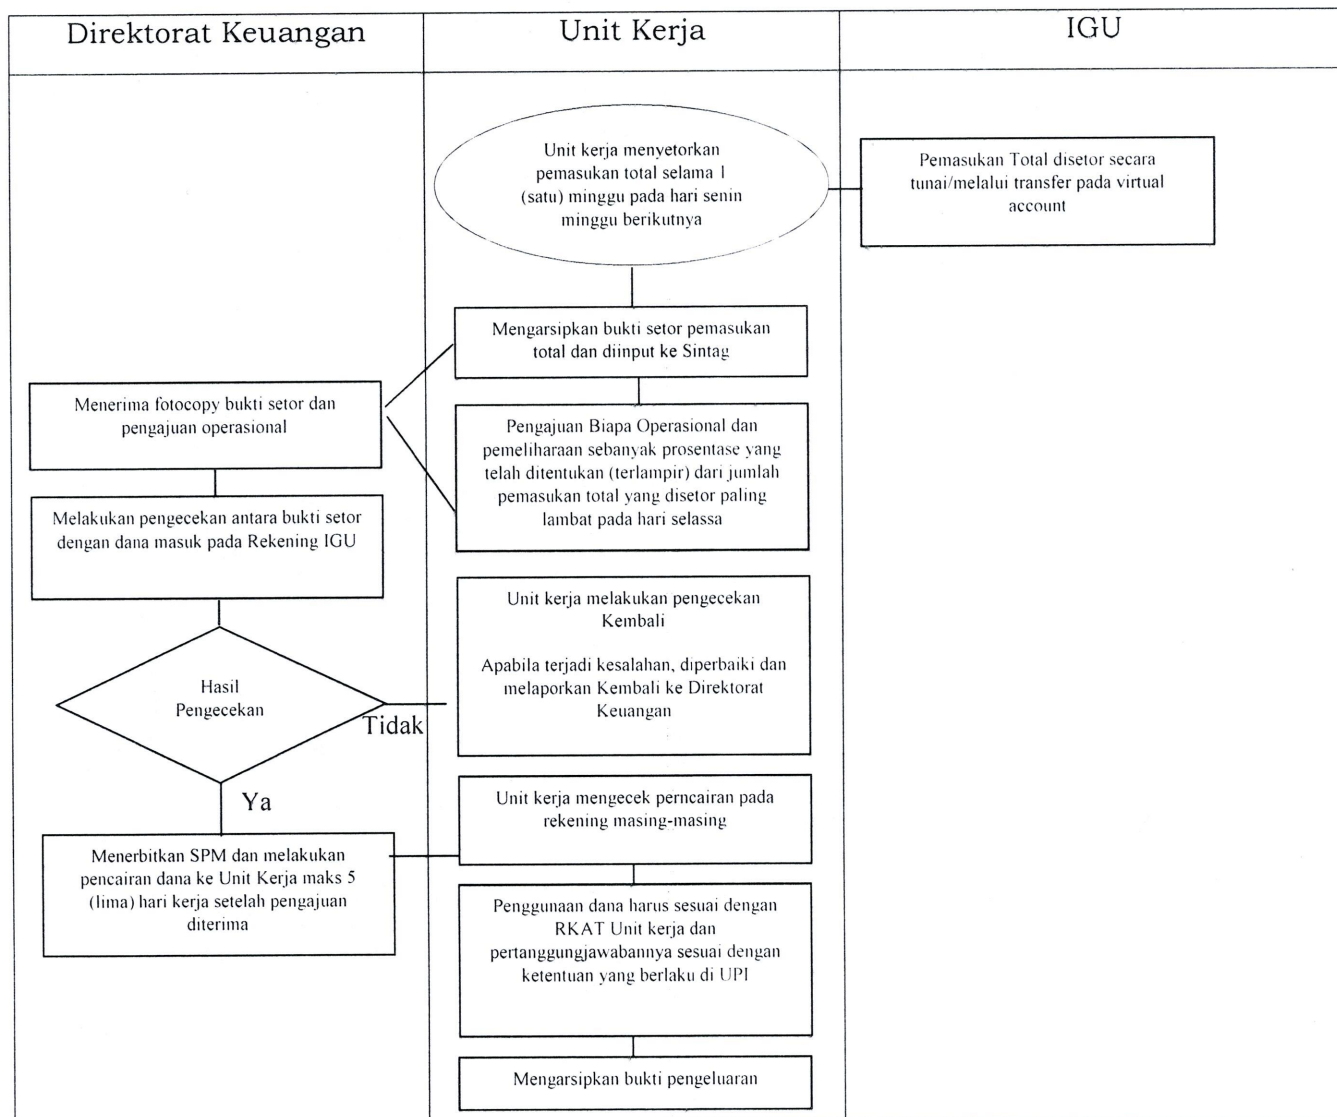 Direktorat Keuangan
Unit Kerja
IGU
Unit kerja menyetorkan
pemasukan total selama 1
(satu) minggu pada hari senin
minggu berikutnya
Pemasukan Total disetor secara
tunai/melalui transfer pada virtual
account
Mengarsipkan bukti setor pemasukan
total dan diinput ke Sintag
Menerima fotocopy bukti setor dan
pengajuan operasional
Pengajuan Biapa Operasional dan
pemeliharaan sebanyak prosentase yang
telah ditentukan (terlampir) dari jumlah
pemasukan total yang disetor paling
lambat pada hari selassa
Melakukan pengecekan antara bukti setor
dengan dana masuk pada Rekening IGU
Unit kerja melakukan pengecekan
Kembali
Apabila terjadi kesalahan, diperbaiki dan
melaporkan Kembali ke Direktorat
Keuangan
Hasil
Pengecekan
Tidak
Ya
Unit kerja mengecek perncairan pada
rekening masing-masing
Menerbitkan SPM dan melakukan
pencairan dana ke Unit Kerja maks 5
(lima) hari kerja setelah pengajuan
diterima
Penggunaan dana harus sesuai dengan
RKAT Unit kerja dan
pertanggungjawabannya sesuai dengan
ketentuan yang berlaku di UPI
Mengarsipkan bukti pengeluaran